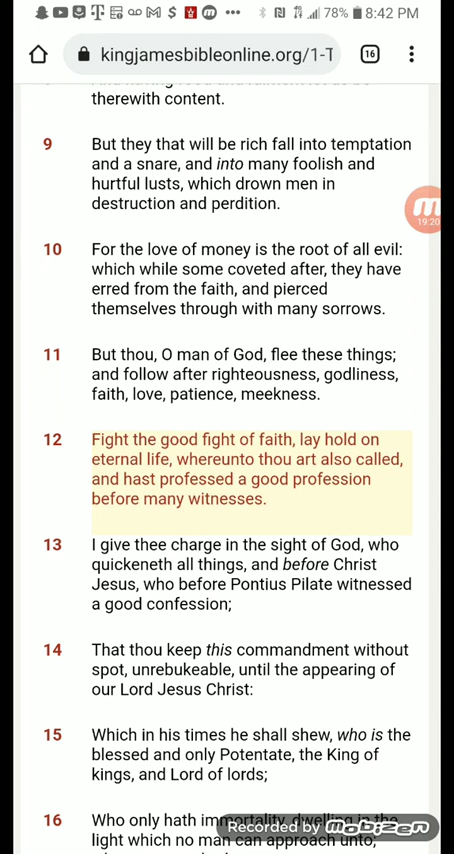 78% 8:42 PM
kingjamesbibleonline.org/1-T
16
therewith content.
9 But they that will be rich fall into temptation
and a snare, and into many foolish and
hurtful lusts, which drown men in
destruction and perdition.
19:20
10 For the love of money is the root of all evil:
which while some coveted after, they have
erred from the faith, and pierced
themselves through with many sorrows.
11 But thou, O man of God, flee these things;
and follow after righteousness, godliness,
faith, love, patience, meekness.
12 Fight the good fight of faith, lay hold on
eternal life, whereunto thou art also called,
and hast professed a good profession
before many witnesses.
13 I give thee charge in the sight of God, who
quickeneth all things, and before Christ
Jesus, who before Pontius Pilate witnessed
a good confession;
14 That thou keep this commandment without
spot, unrebukeable, until the appearing of
our Lord Jesus Christ:
15 Which in his times he shall shew, who is the
blessed and only Potentate, the King of
kings, and Lord of lords;
16 Who only hath immortality, dwelling in the
Recorded by mobizen
light which no man can approach unto;